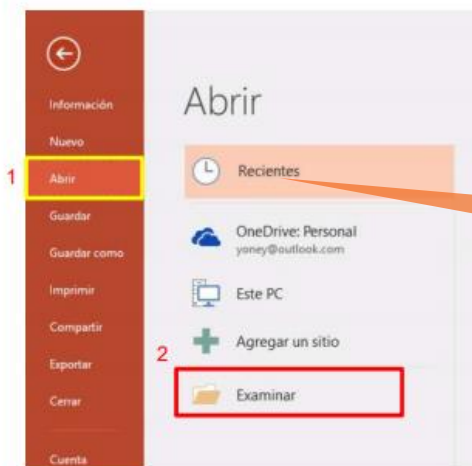 Información
Nuevo
1 Abrir
Guardar
Guardar como
Imprimir
Compartir
Exportar
Cerrar
Cuenta
Abrir
Recientes
OneDrive: Personal
yoney@outlook.com
Este PC
Agregar un sitio
2
Examinar